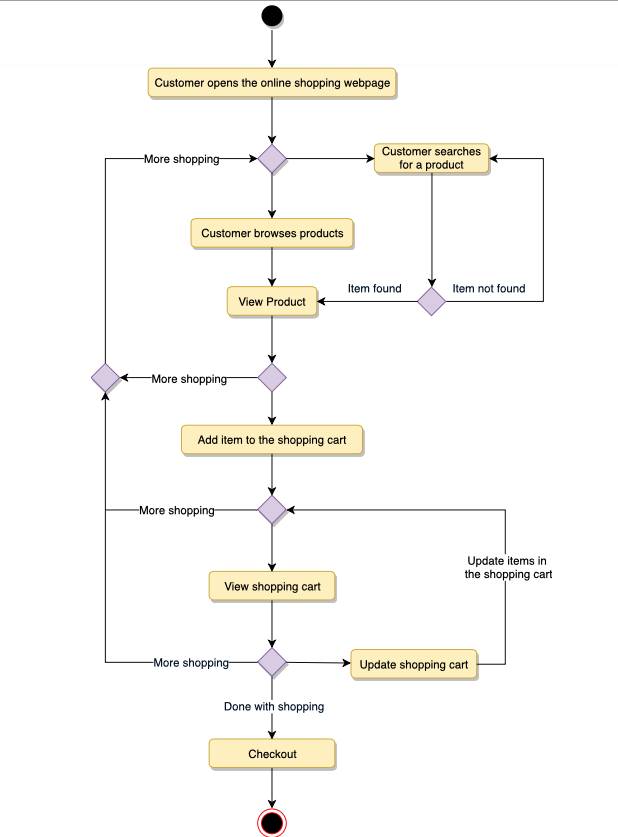 Customer opens the online shopping webpage
More shopping
Customer searches
for a product
Customer browses products
Item found
Item not found
View Product
More shopping
Add item to the shopping cart
More shopping
Update items in
the shopping cart
View shopping cart
More shopping
Update shopping cart
Done with shopping
Checkout